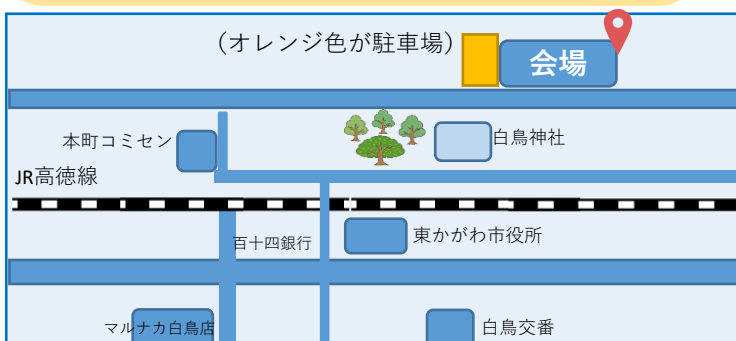 (オレンジ色が駐車場)
会場
本町コミセン
白鳥神社
JR高徳線
百十四銀行
東かがわ市役所
マルナカ白鳥店
白鳥交番